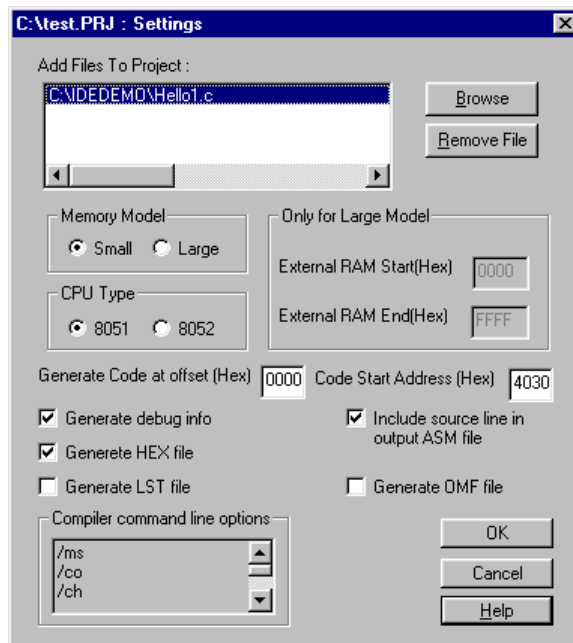 C:\test.PRJ : Settings
Add Files To Project :
C:\IDEDEMO\Hello1.c
Browse
Remove File
Memory Model
Small
Large
Only for Large Model
External RAM Start(Hex)
0000
External RAM End(Hex)
FFFF
CPU Type
8051
8052
Generate Code at offset (Hex)
0000
Code Start Address (Hex)
4030
Generate debug info
Include source line in
output ASM file
Generete HEX file
Generate LST file
Generate OMF file
Compiler command line options
/ms
/co
/ch
OK
Cancel
Help